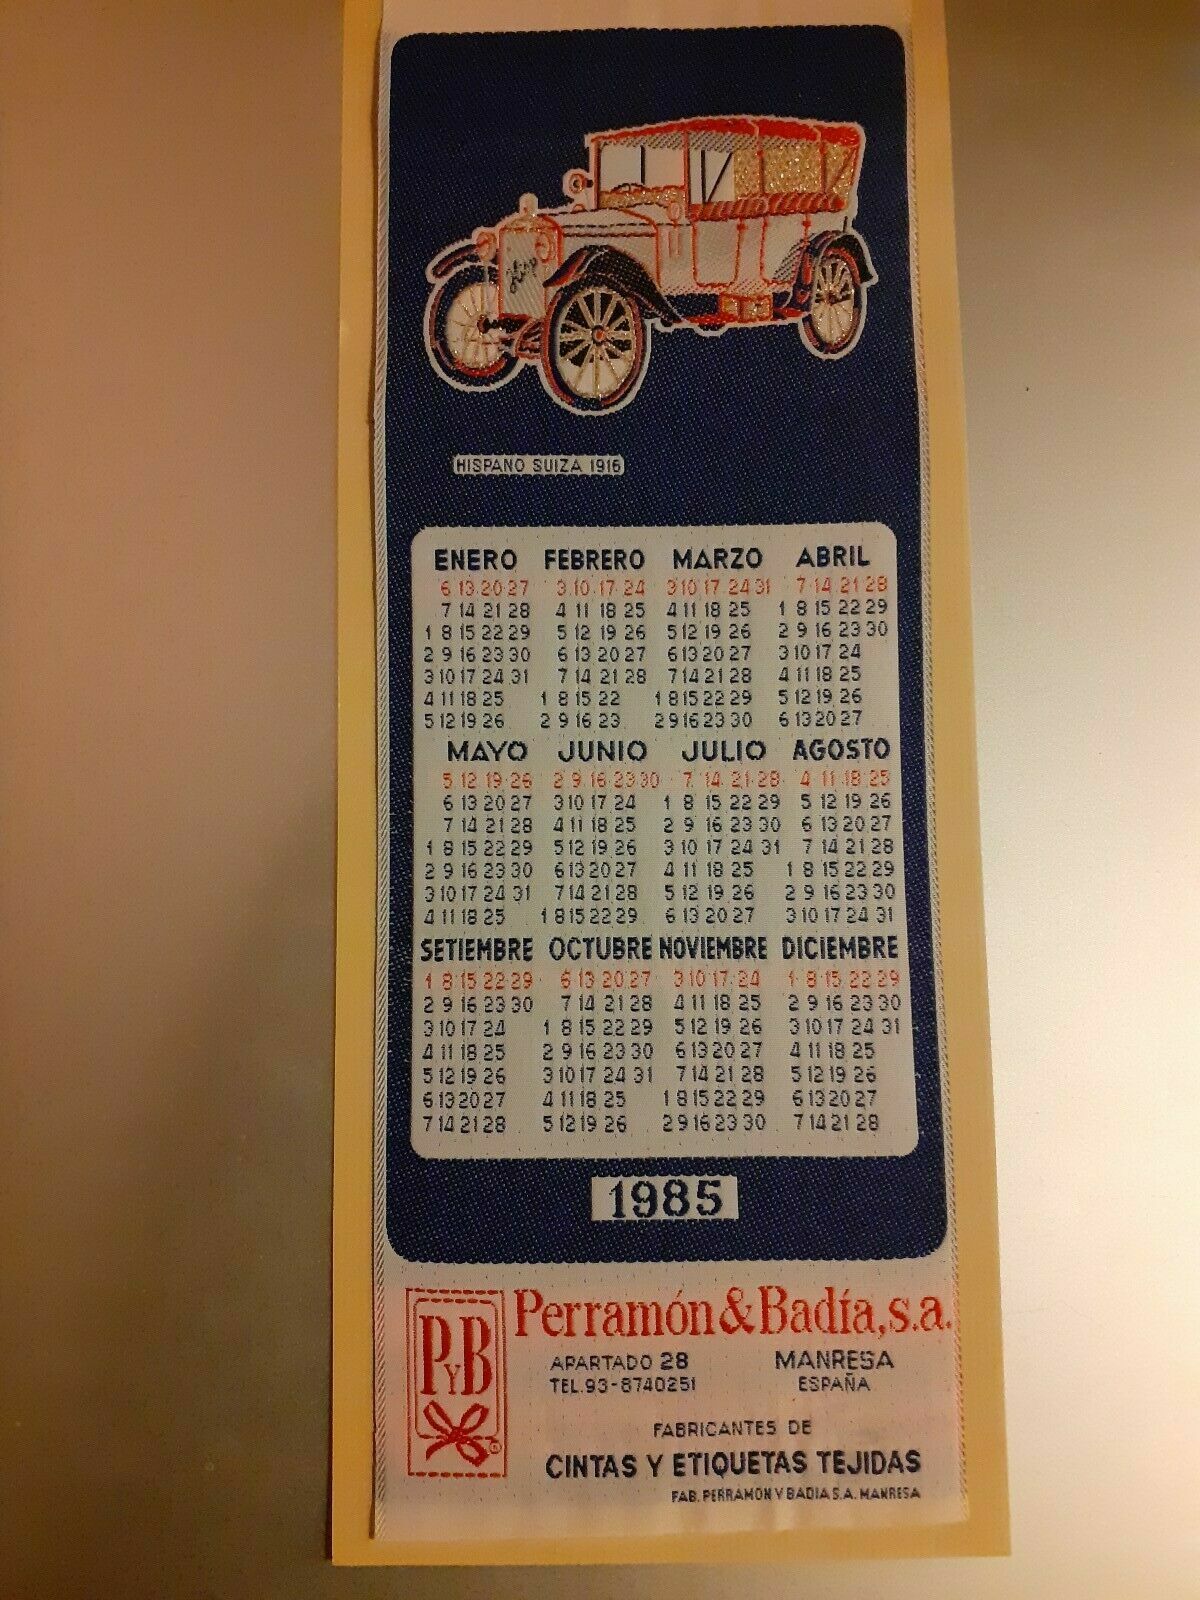 HISPANO SUIZA 1916
ENERO FEBRERO MARZO ABRIL
6 13 20 27 3 10 17 24 3 10 17 24 31 7 14 21 28
7 14 21 28 4 11 18 25 4 11 18 25 1 8 15 22 29
1 8 15 22 29 5 12 19 26 5 12 19 26 2 9 16 23 30
2 9 16 23 30 6 13 20 27 6 13 20 27 3 10 17 24
3 10 17 24 31 7 14 21 28 7 14 21 28 4 11 18 25
4 11 18 25 1 8 15 22 1 8 15 22 29 5 12 19 26
5 12 19 26 2 9 16 23 2 9 16 23 30 6 13 20 27
MAYO JUNIO JULIO AGOSTO
5 12 19 26 2 9 16 23 30 7 14 21 28 4 11 18 25
6 13 20 27 3 10 17 24 1 8 15 22 29 5 12 19 26
7 14 21 28 4 11 18 25 2 9 16 23 30 6 13 20 27
1 8 15 22 29 5 12 19 26 3 10 17 24 31 7 14 21 28
2 9 16 23 30 6 13 20 27 4 11 18 25 1 8 15 22 29
3 10 17 24 31 7 14 21 28 5 12 19 26 2 9 16 23 30
4 11 18 25 1 8 15 22 29 6 13 20 27 3 10 17 24 31
SETIEMBRE OCTUBRE NOVIEMBRE DICIEMBRE
1 8 15 22 29 6 13 20 27 3 10 17 24 1 8 15 22 29
2 9 16 23 30 7 14 21 28 4 11 18 25 2 9 16 23 30
3 10 17 24 1 8 15 22 29 5 12 19 26 3 10 17 24 31
4 11 18 25 2 9 16 23 30 6 13 20 27 4 11 18 25
5 12 19 26 3 10 17 24 31 7 14 21 28 5 12 19 26
6 13 20 27 4 11 18 25 1 8 15 22 29 6 13 20 27
7 14 21 28 5 12 19 26 2 9 16 23 30 7 14 21 28
1985
PYB
®
Perramón & Badía, s.a.
APARTADO 28 MANRESA
TEL. 93-8740251 ESPAÑA
FABRICANTES DE
CINTAS Y ETIQUETAS TEJIDAS
FAB. PERRAMON Y BADIA S.A. MANRESA